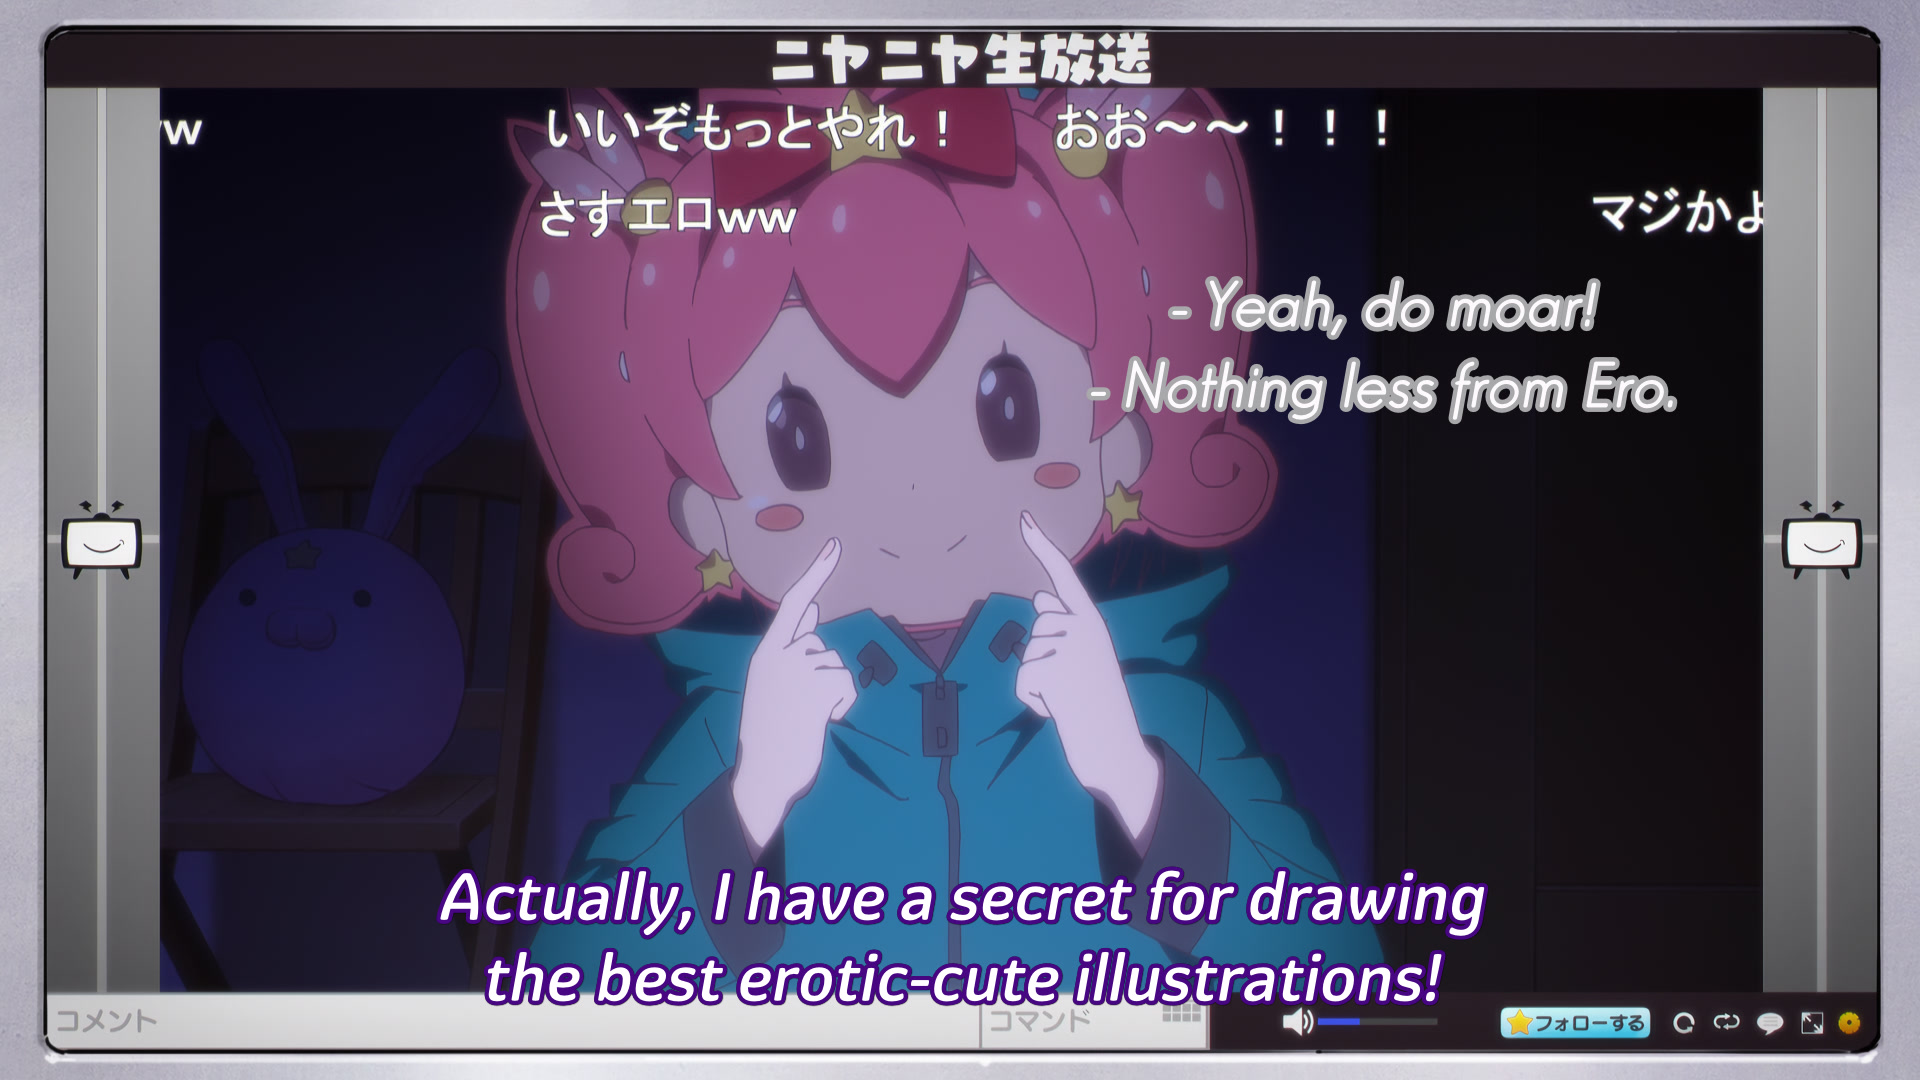 ニヤニヤ生放送
w いいぞもっとやれ！ おお〜〜！！！
さすエロww マジかよ
- Yeah, do moar!
- Nothing less from Ero.
Actually, I have a secret for drawing
the best erotic-cute illustrations!
コメント コマンド フォローする